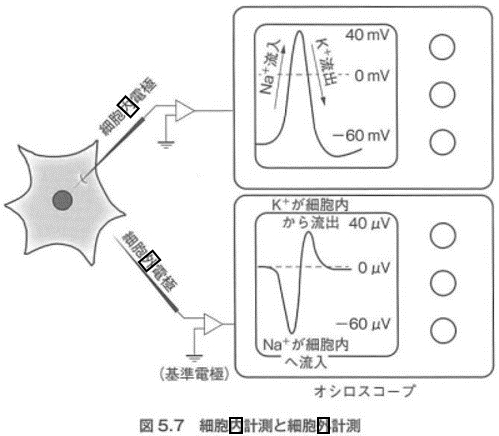 40 mV
Na⁺流入
K⁺流出
0 mV
−60 mV
細胞内電極
K⁺が細胞内
から流出
40 μV
0 μV
−60 μV
Na⁺が細胞内
へ流入
細胞外電極
(基準電極)
オシロスコープ
図 5.7 細胞内計測と細胞外計測